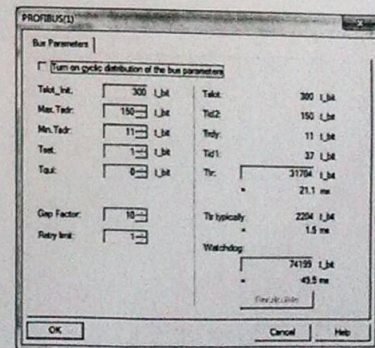 PROFIBUS(1)
Bus Parameters
Turn on cyclic distribution of the bus parameters
Tslot_Init: 300 t_bit
Max. Tsdr: 150 t_bit
Min. Tsdr: 11 t_bit
Tset: 1 t_bit
Tqui: 0 t_bit
Gap Factor: 10
Retry limit: 1
Tslot: 300 t_bit
Tid2: 150 t_bit
Trdy: 11 t_bit
Tid1: 37 t_bit
Ttr: 31704 t_bit
= 21.1 ms
Ttr typically: 2204 t_bit
= 1.5 ms
Watchdog:
74199 t_bit
= 49.5 ms
Recalculate
OK
Cancel
Help